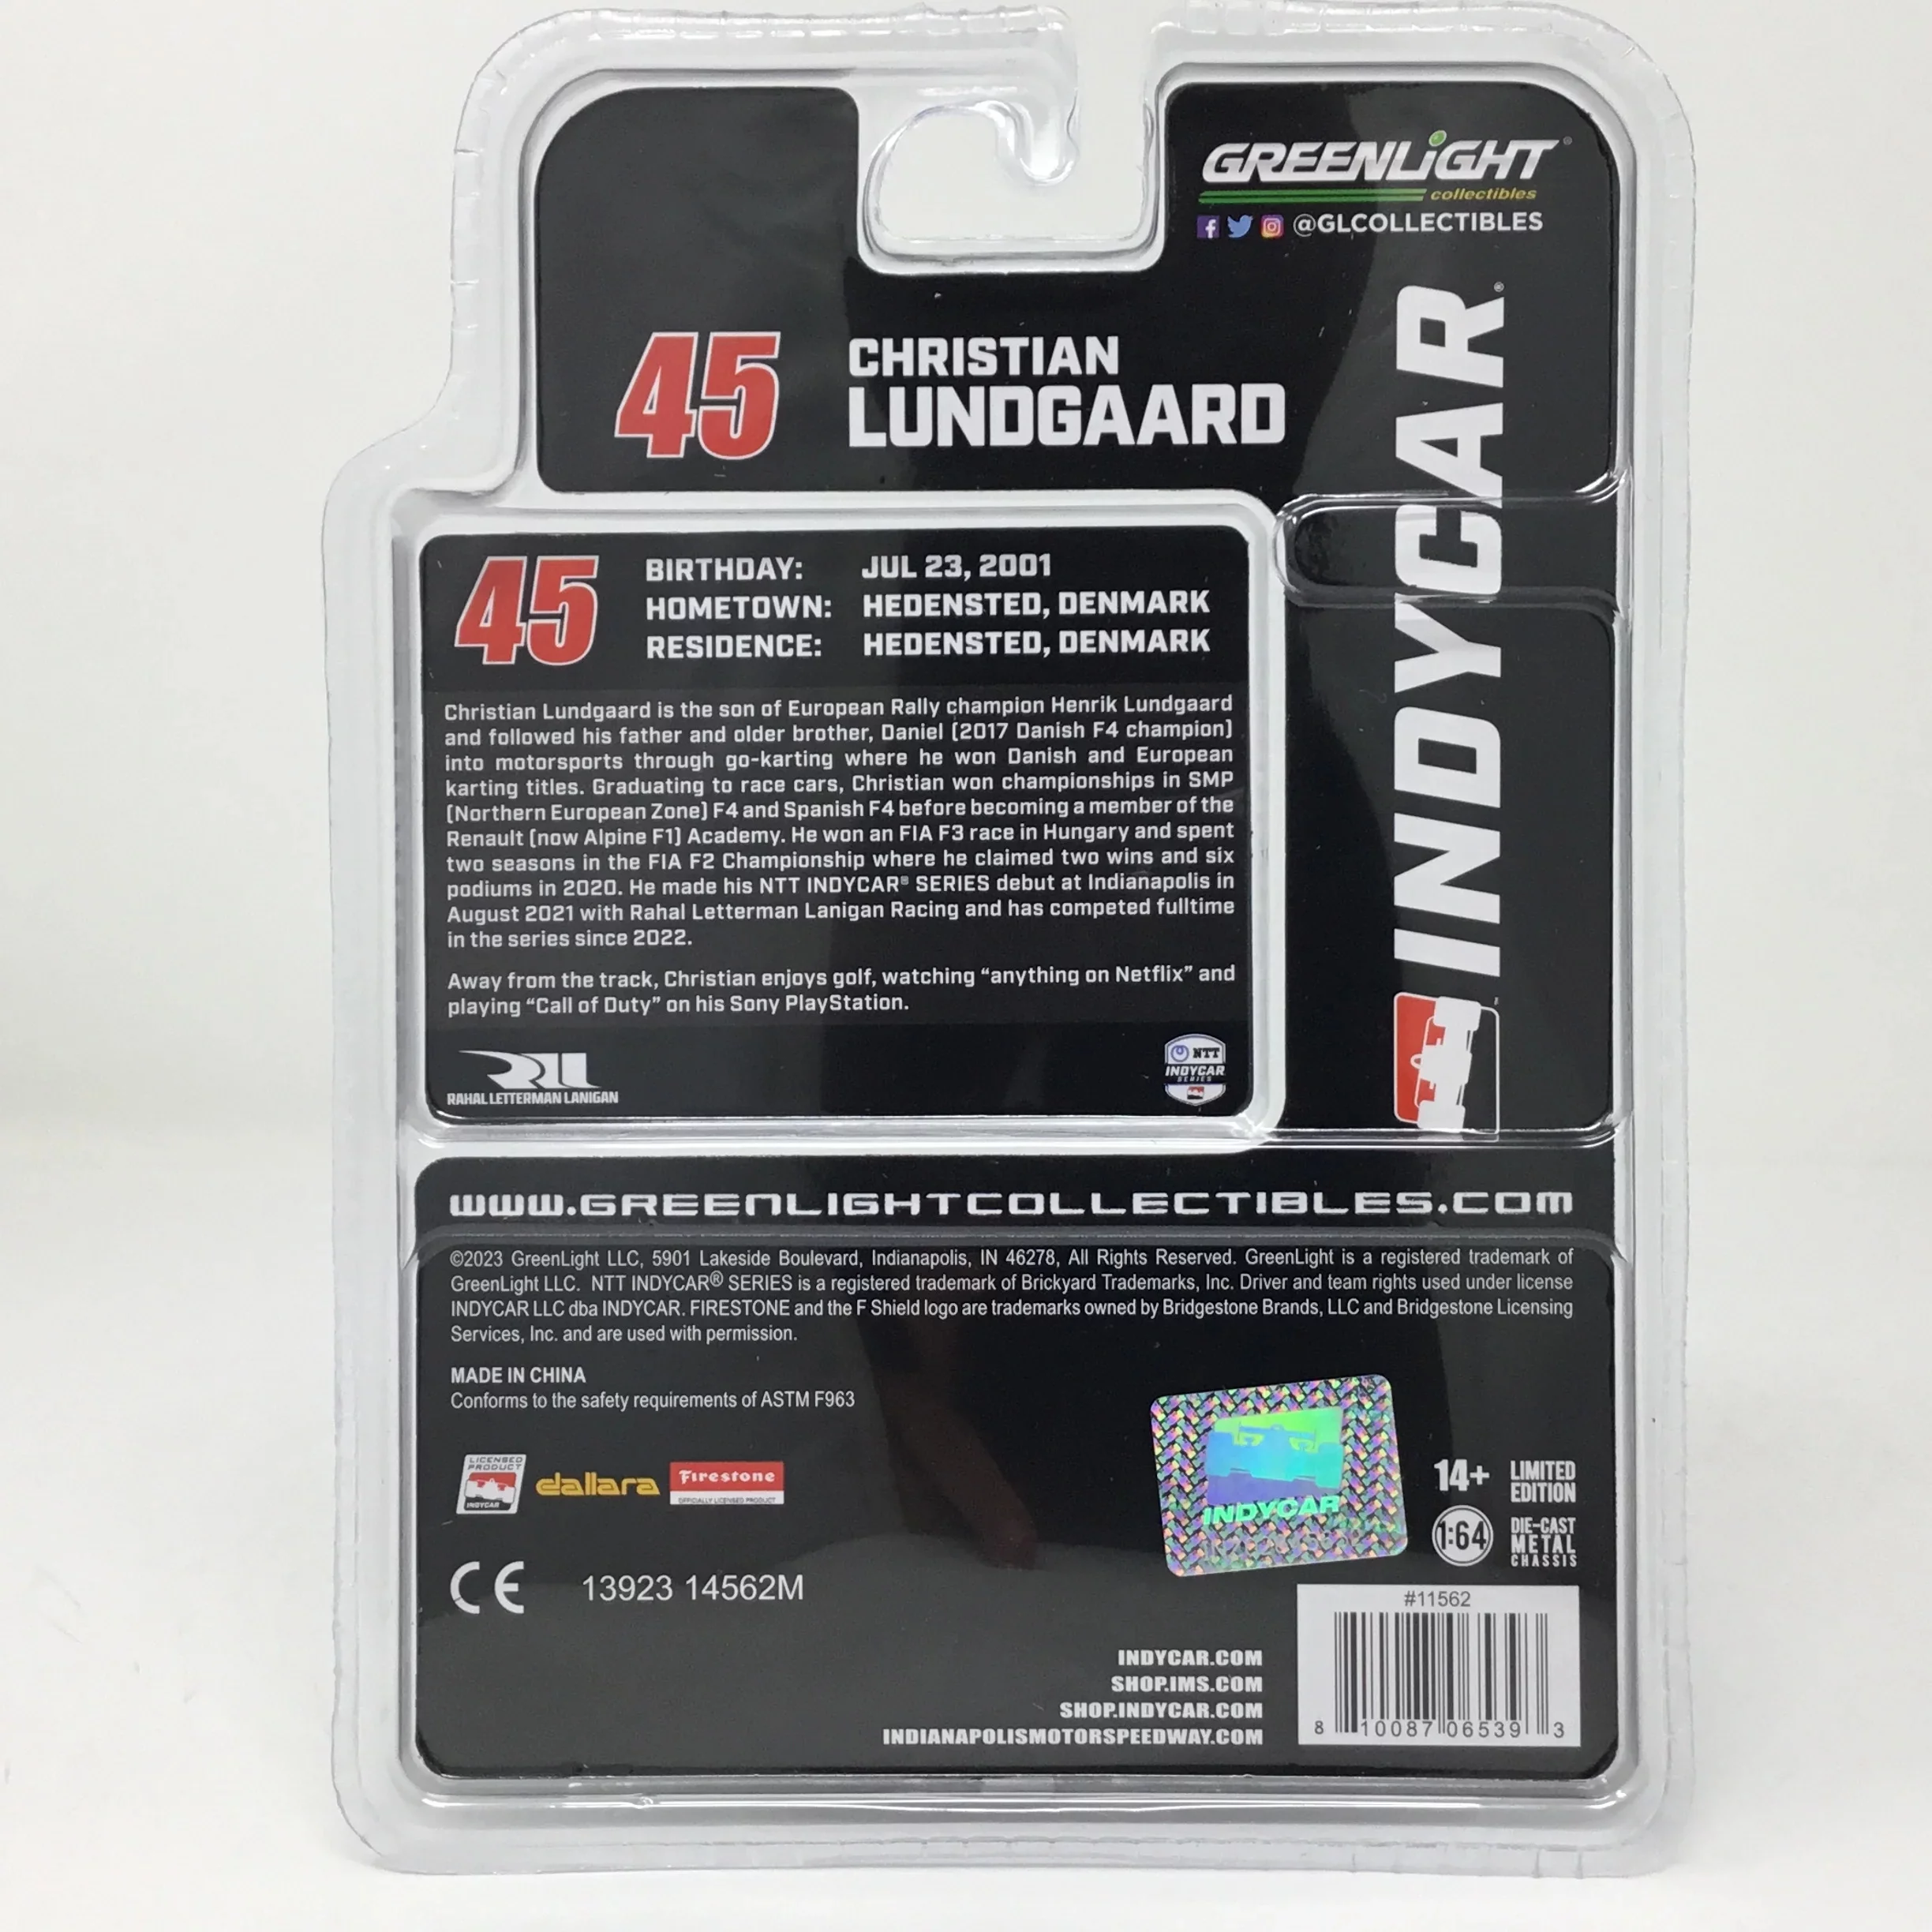 GREENLiGHT®
collectibles
@GLCOLLECTIBLES
45
CHRISTIAN
LUNDGAARD
INDYCAR®
45
BIRTHDAY: JUL 23, 2001
HOMETOWN: HEDENSTED, DENMARK
RESIDENCE: HEDENSTED, DENMARK
Christian Lundgaard is the son of European Rally champion Henrik Lundgaard
and followed his father and older brother, Daniel (2017 Danish F4 champion)
into motorsports through go-karting where he won Danish and European
karting titles. Graduating to race cars, Christian won championships in SMP
(Northern European Zone) F4 and Spanish F4 before becoming a member of the
Renault (now Alpine F1) Academy. He won an FIA F3 race in Hungary and spent
two seasons in the FIA F2 Championship where he claimed two wins and six
podiums in 2020. He made his NTT INDYCAR® SERIES debut at Indianapolis in
August 2021 with Rahal Letterman Lanigan Racing and has competed fulltime
in the series since 2022.
Away from the track, Christian enjoys golf, watching “anything on Netflix” and
playing “Call of Duty” on his Sony PlayStation.
RLL
RAHAL LETTERMAN LANIGAN
NTT
INDYCAR
SERIES
WWW.GREENLIGHTCOLLECTIBLES.COM
©2023 GreenLight LLC, 5901 Lakeside Boulevard, Indianapolis, IN 46278, All Rights Reserved. GreenLight is a registered trademark of
GreenLight LLC. NTT INDYCAR® SERIES is a registered trademark of Brickyard Trademarks, Inc. Driver and team rights used under license
INDYCAR LLC dba INDYCAR. FIRESTONE and the F Shield logo are trademarks owned by Bridgestone Brands, LLC and Bridgestone Licensing
Services, Inc. and are used with permission.
MADE IN CHINA
Conforms to the safety requirements of ASTM F963
LICENSED
PRODUCT
INDYCAR
dallara
Firestone
OFFICIALLY LICENSED PRODUCT
INDYCAR
14+
LIMITED
EDITION
1:64
DIE-CAST
METAL
CHASSIS
CE
13923 14562M
#11562
8 10087 06539 3
INDYCAR.COM
SHOP.IMS.COM
SHOP.INDYCAR.COM
INDIANAPOLISMOTORSPEEDWAY.COM